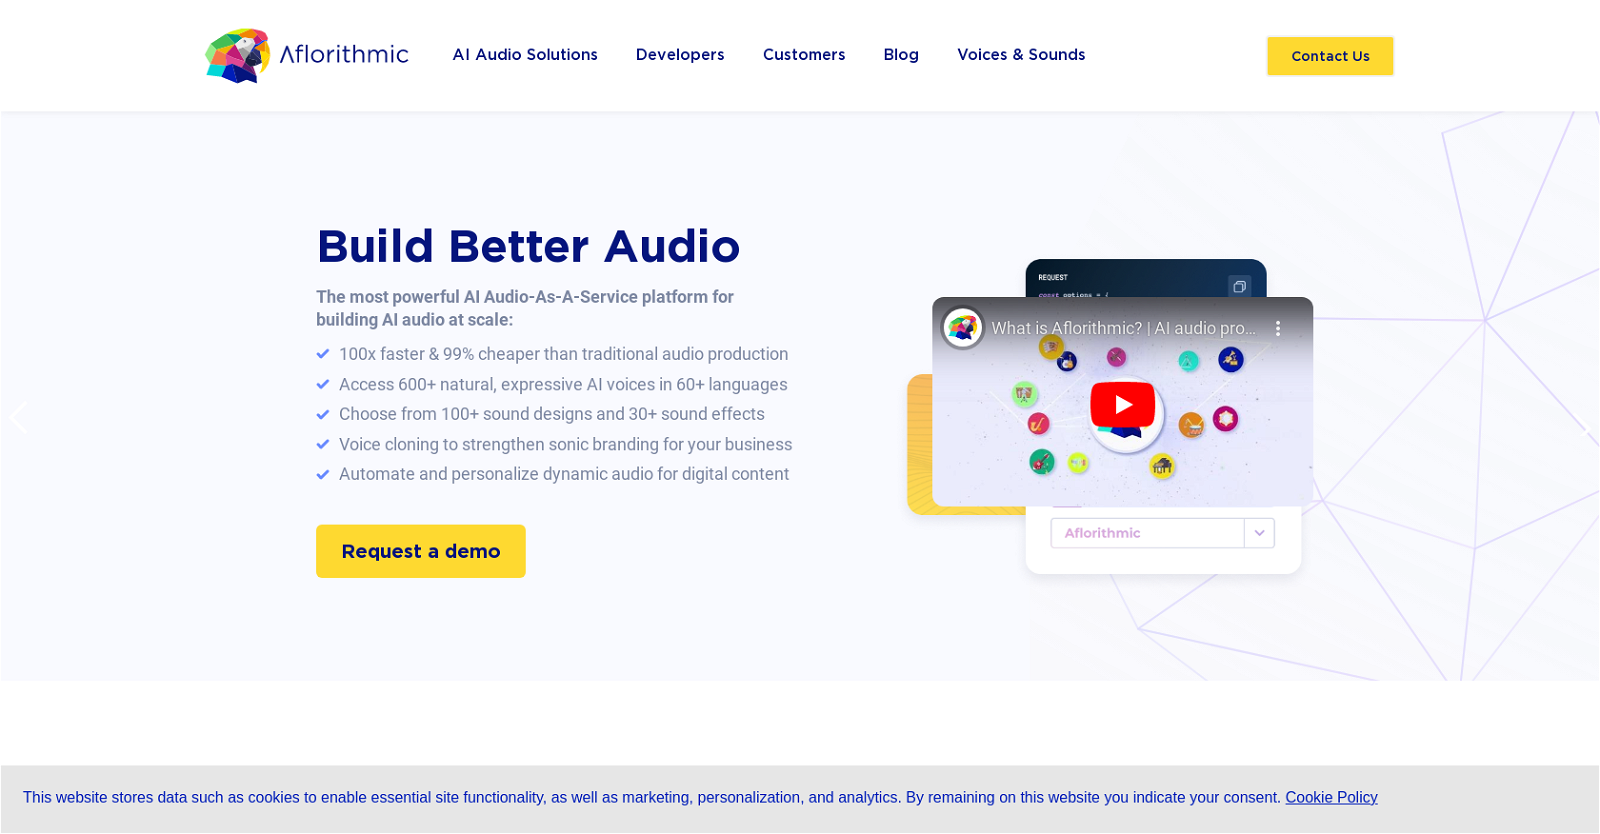 Aflorithmic
AI Audio Solutions
Developers
Customers
Blog
Voices & Sounds
Contact Us
Build Better Audio
The most powerful AI Audio-As-A-Service platform for
building AI audio at scale:
100x faster & 99% cheaper than traditional audio production
Access 600+ natural, expressive AI voices in 60+ languages
Choose from 100+ sound designs and 30+ sound effects
Voice cloning to strengthen sonic branding for your business
Automate and personalize dynamic audio for digital content
Request a demo
REQUEST
const options = {
What is Aflorithmic? | AI audio pro...
Aflorithmic
This website stores data such as cookies to enable essential site functionality, as well as marketing, personalization, and analytics. By remaining on this website you indicate your consent. Cookie Policy